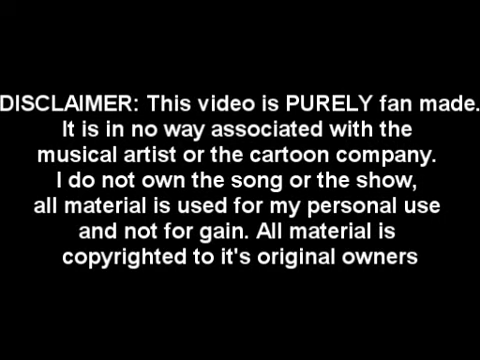 DISCLAIMER: This video is PURELY fan made.
It is in no way associated with the
musical artist or the cartoon company.
I do not own the song or the show,
all material is used for my personal use
and not for gain. All material is
copyrighted to it's original owners